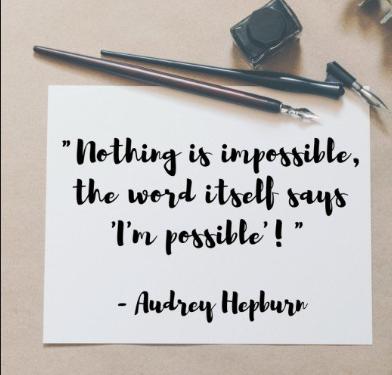 "Nothing is impossible,
the word itself says
'I'm possible'! "
- Audrey Hepburn